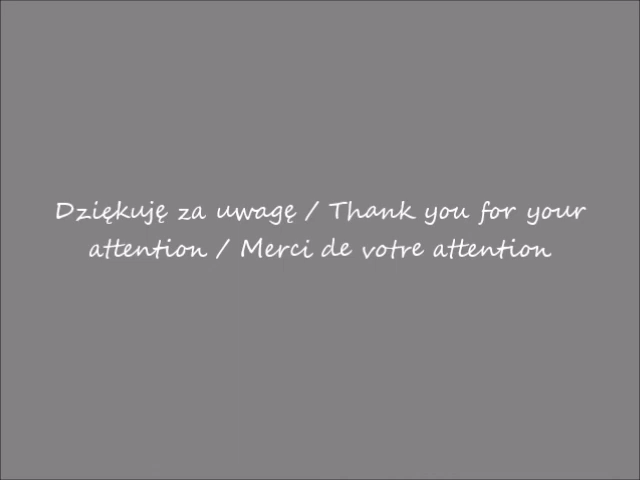 Dziękuję za uwagę / Thank you for your
attention / Merci de votre attention